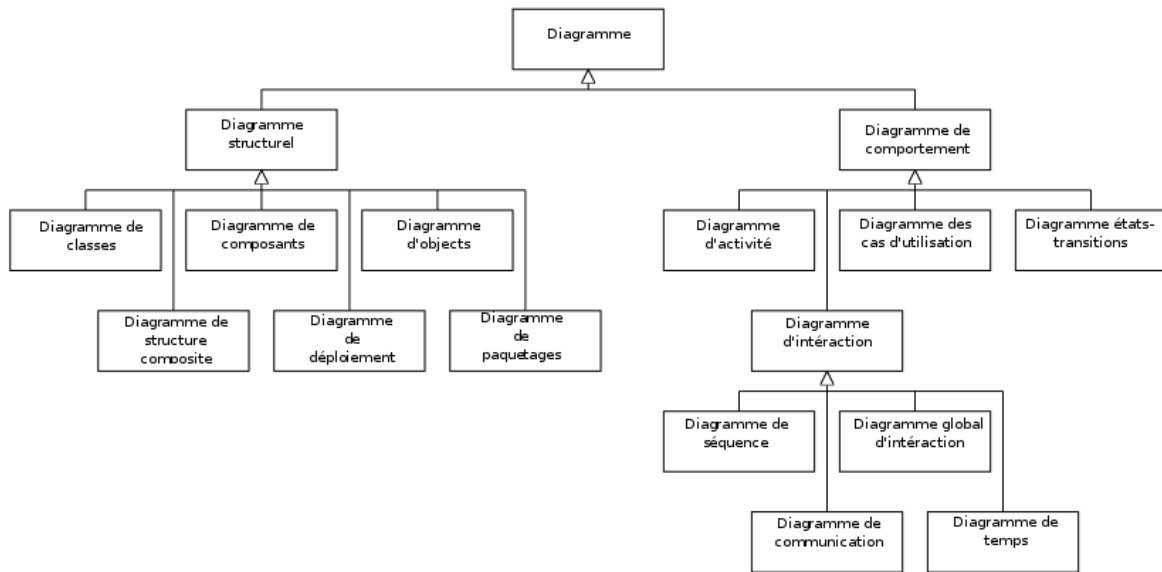 Diagramme
Diagramme
structurel
Diagramme de
comportement
Diagramme de
classes
Diagramme de
composants
Diagramme
d'objects
Diagramme
d'activité
Diagramme des
cas d'utilisation
Diagramme états-
transitions
Diagramme de
structure
composite
Diagramme
de
déploiement
Diagramme
de
paquetages
Diagramme
d'intéraction
Diagramme de
séquence
Diagramme global
d'intéraction
Diagramme de
communication
Diagramme de
temps